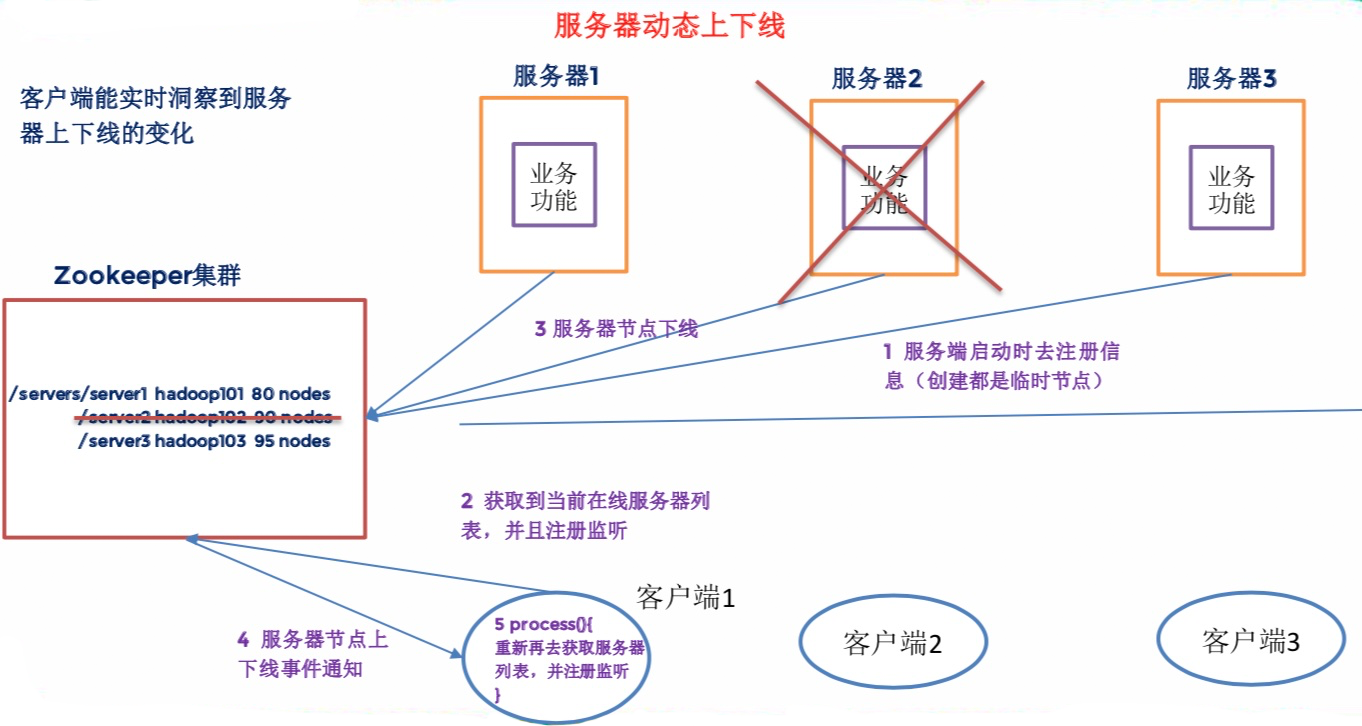 服务器动态上下线
客户端能实时洞察到服务
器上下线的变化
服务器1
业务
功能
服务器2
业务
功能
服务器3
业务
功能
Zookeeper集群
/servers/server1 hadoop101 80 nodes
/server2 hadoop102 90 nodes
/server3 hadoop103 95 nodes
3 服务器节点下线
1 服务端启动时去注册信
息（创建都是临时节点）
2 获取到当前在线服务器列
表，并且注册监听
4 服务器节点上
下线事件通知
客户端1
5 process(){
重新再去获取服务器
列表，并注册监听
}
客户端2
客户端3